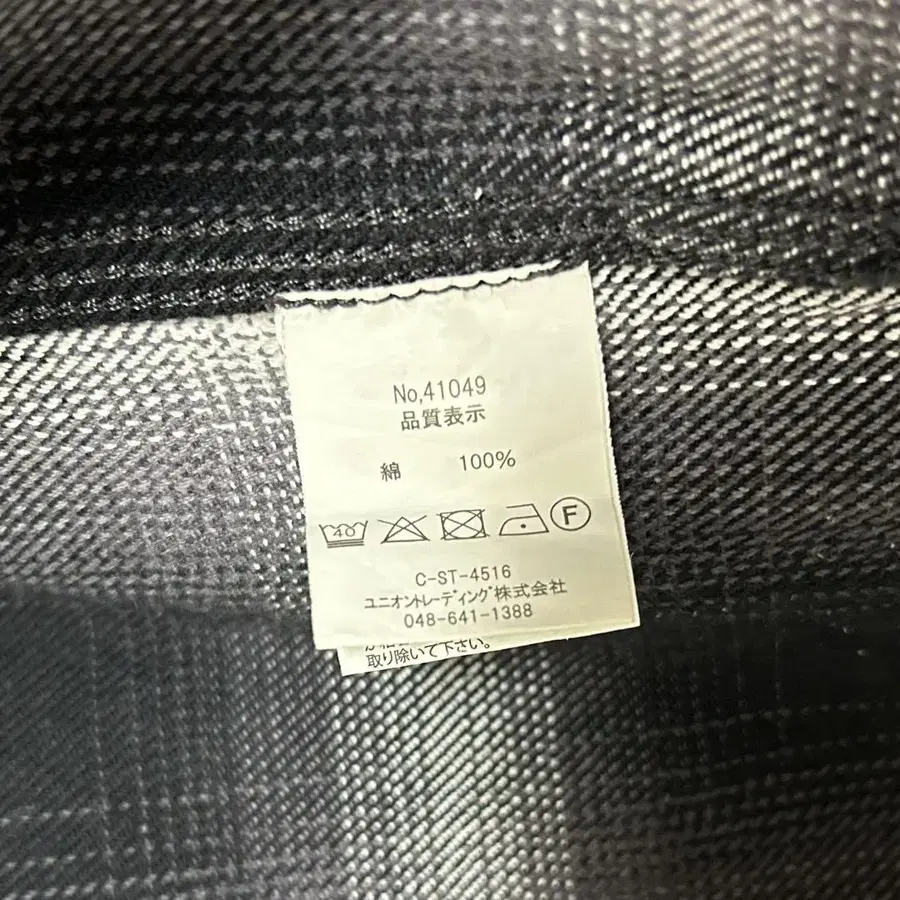 No,41049
品質表示
綿 100%
40
F
C-ST-4516
ユニオントレーディング株式会社
048-641-1388
取り除いて下さい。